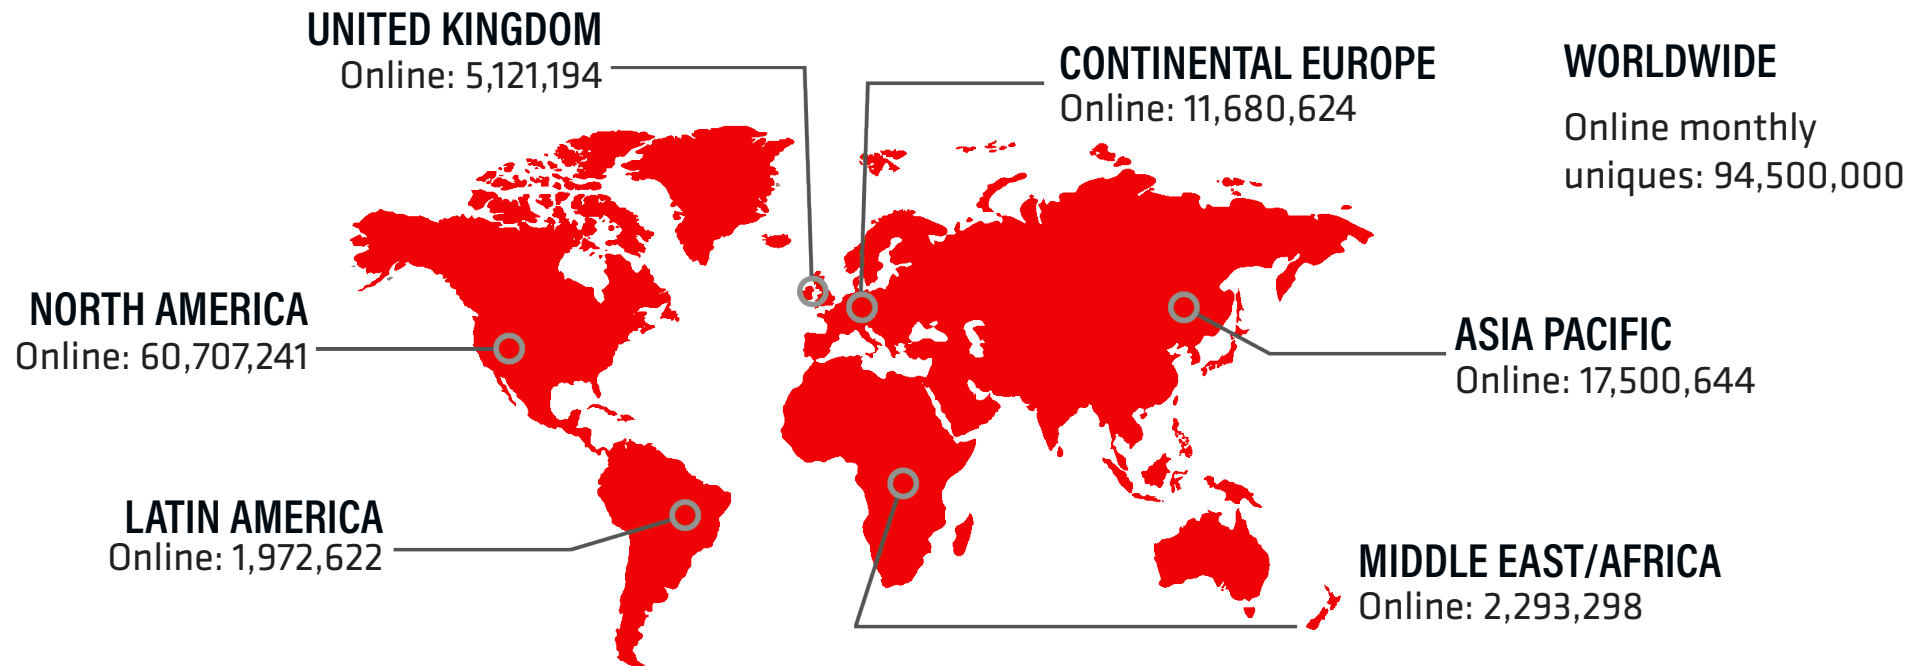 UNITED KINGDOM
Online: 5,121,194
CONTINENTAL EUROPE
Online: 11,680,624
WORLDWIDE
Online monthly
uniques: 94,500,000
NORTH AMERICA
Online: 60,707,241
ASIA PACIFIC
Online: 17,500,644
LATIN AMERICA
Online: 1,972,622
MIDDLE EAST/AFRICA
Online: 2,293,298